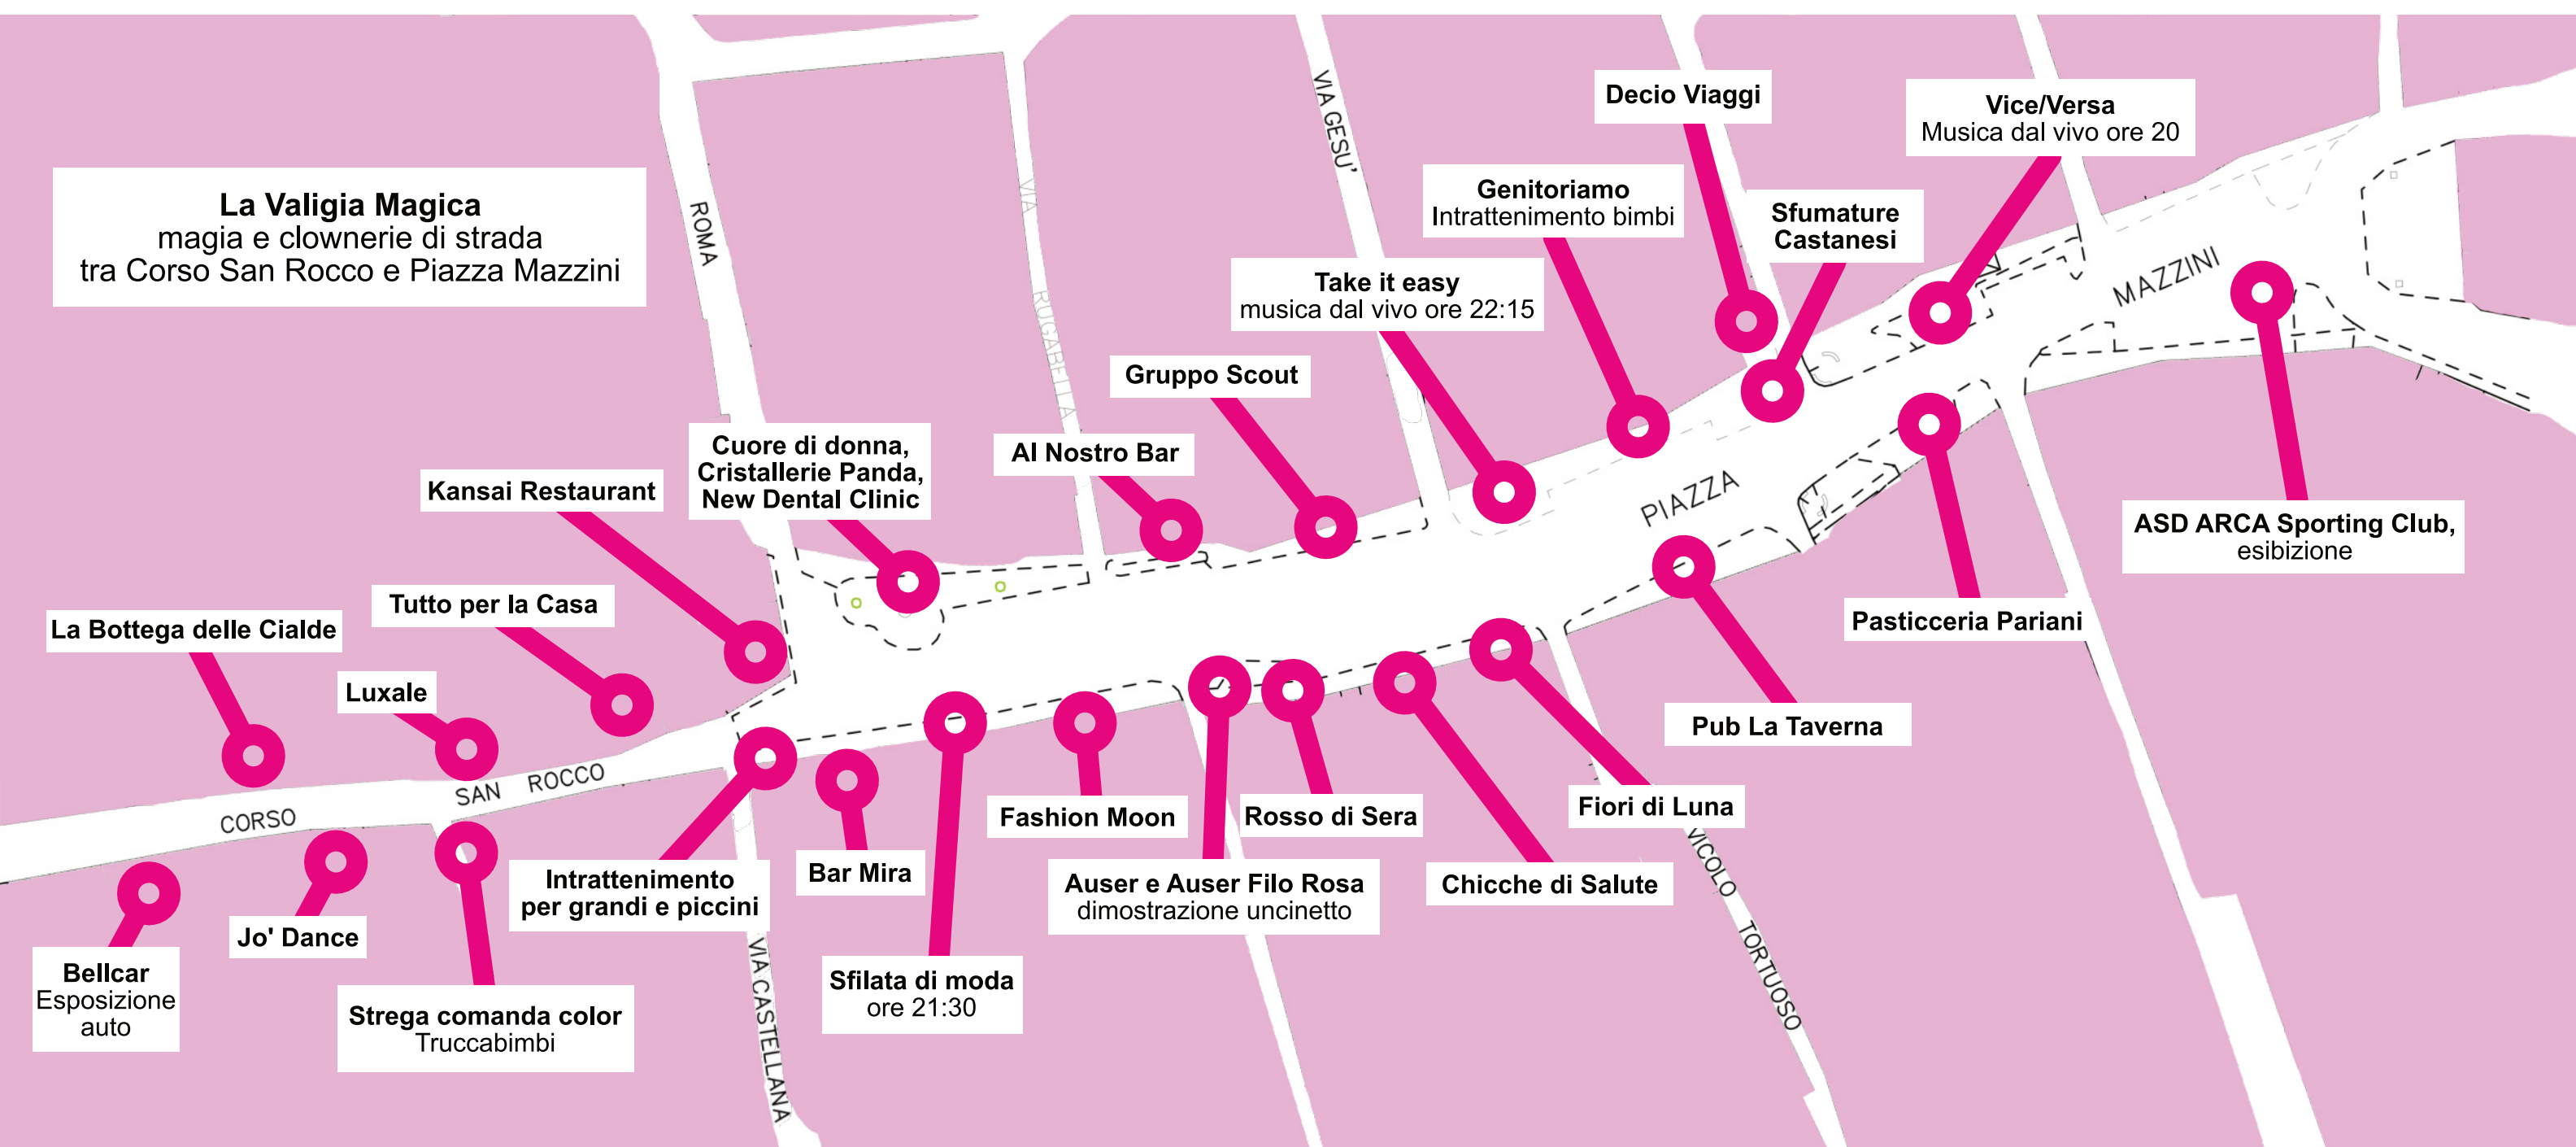 La Valigia Magica
magia e clownerie di strada
tra Corso San Rocco e Piazza Mazzini
ROMA
VIA
RUGABELLA
VIA GESU'
Decio Viaggi
Vice/Versa
Musica dal vivo ore 20
Genitoriamo
Intrattenimento bimbi
Sfumature
Castanesi
Take it easy
musica dal vivo ore 22:15
MAZZINI
Gruppo Scout
Al Nostro Bar
Cuore di donna,
Cristallerie Panda,
New Dental Clinic
Kansai Restaurant
PIAZZA
ASD ARCA Sporting Club,
esibizione
Tutto per la Casa
La Bottega delle Cialde
Luxale
Pasticceria Pariani
Pub La Taverna
CORSO
SAN ROCCO
Fashion Moon
Rosso di Sera
Fiori di Luna
Bar Mira
Intrattenimento
per grandi e piccini
Auser e Auser Filo Rosa
dimostrazione uncinetto
Chicche di Salute
VICOLO TORTUOSO
Jo' Dance
Bellcar
Esposizione
auto
Strega comanda color
Truccabimbi
VIA CASTELLANA
Sfilata di moda
ore 21:30